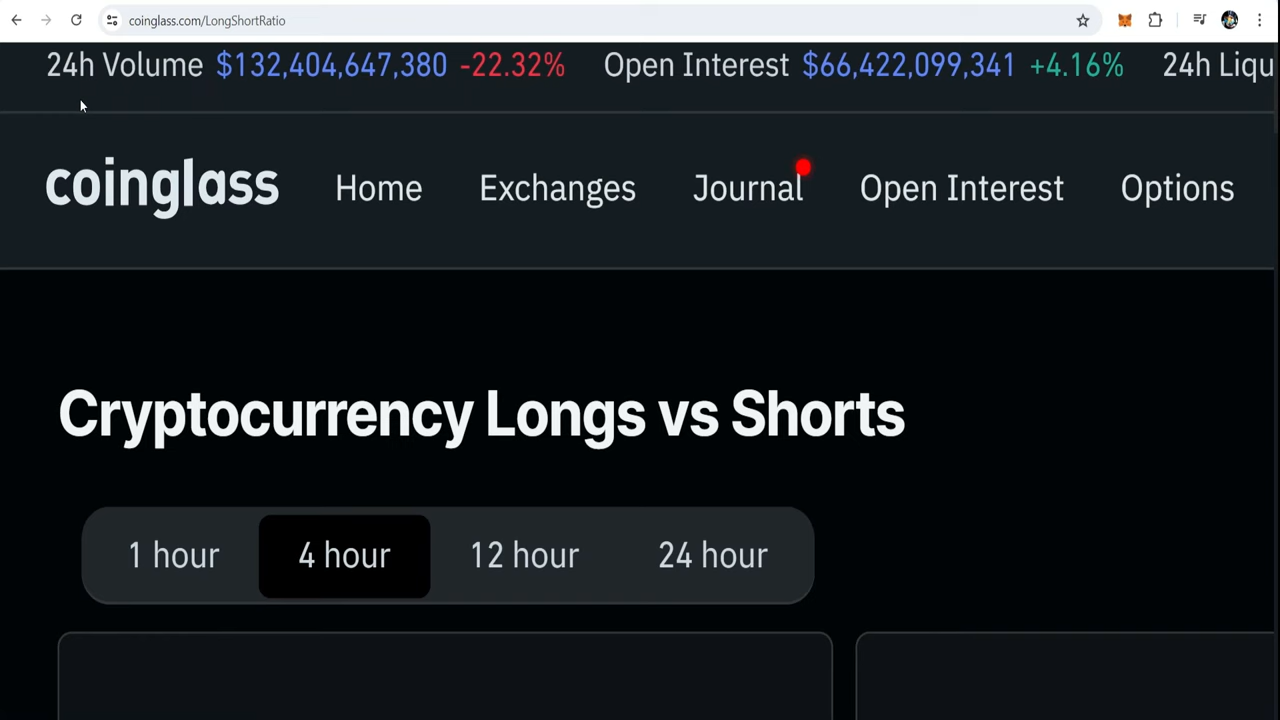 coinglass.com/LongShortRatio
24h Volume $132,404,647,380 -22.32% Open Interest $66,422,099,341 +4.16% 24h Liqu
coinglass Home Exchanges Journal Open Interest Options
Cryptocurrency Longs vs Shorts
1 hour 4 hour 12 hour 24 hour